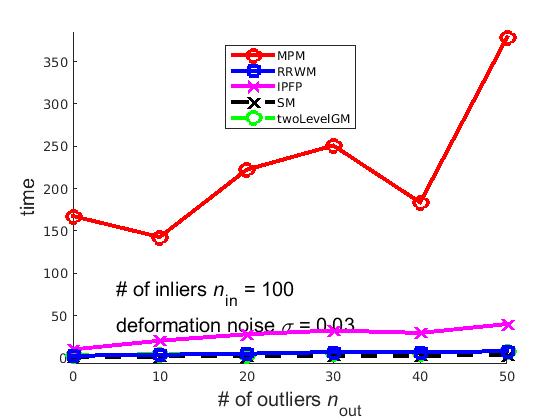 MPM
RRWM
IPFP
SM
twoLevelGM
350
300
250
200
150
100
50
0
time
# of inliers n_in = 100
deformation noise σ = 0.03
0 10 20 30 40 50
# of outliers n_out